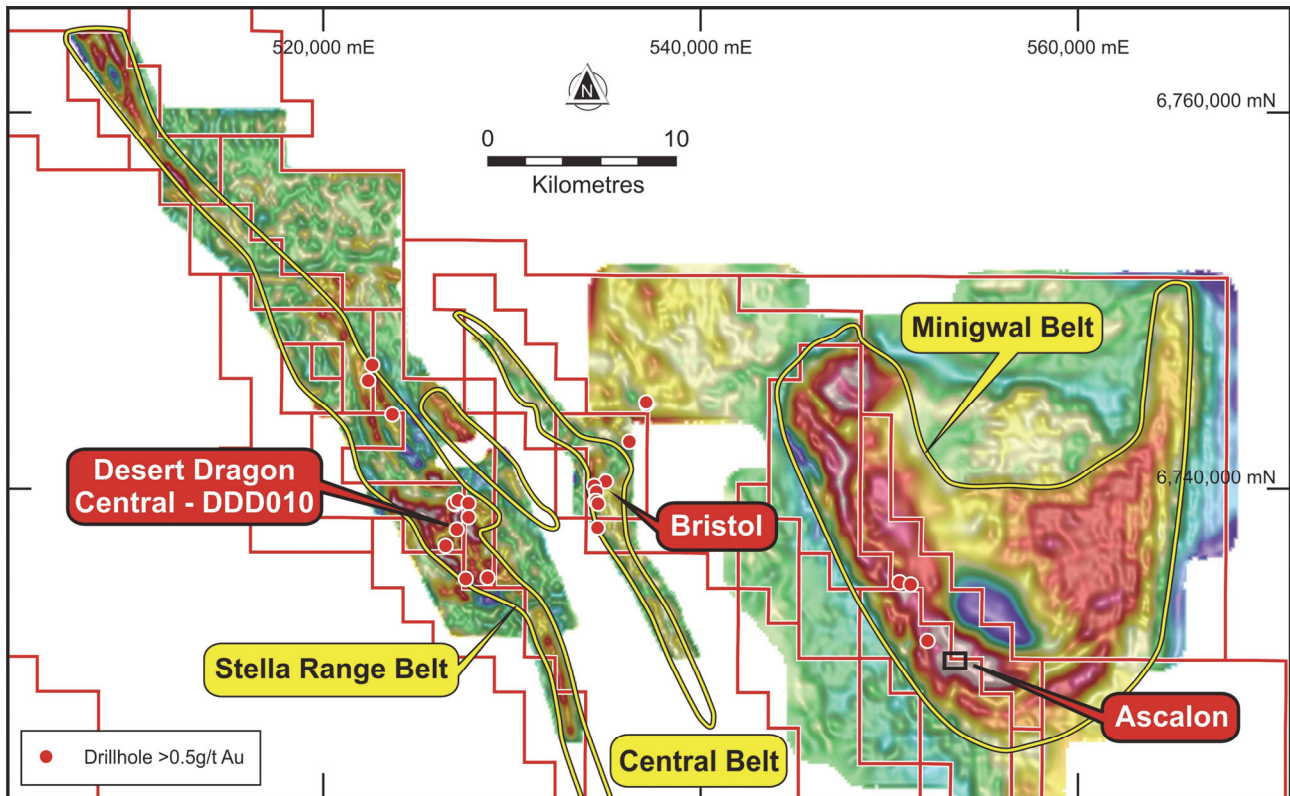 520,000 mE
540,000 mE
560,000 mE
6,760,000 mN
N
0
10
Kilometres
Minigwal Belt
Desert Dragon
Central - DDD010
6,740,000 mN
Bristol
Stella Range Belt
Ascalon
Central Belt
Drillhole >0.5g/t Au